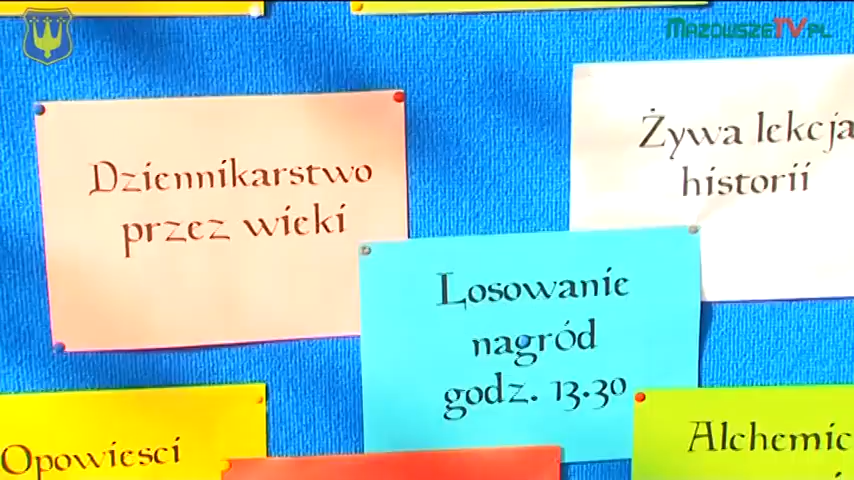 MAZOWSZETV.PL
Dziennikarstwo
przez wieki
Żywa lekcja
historii
Losowanie
nagród
godz. 13.30
Opowieści
Alchemic